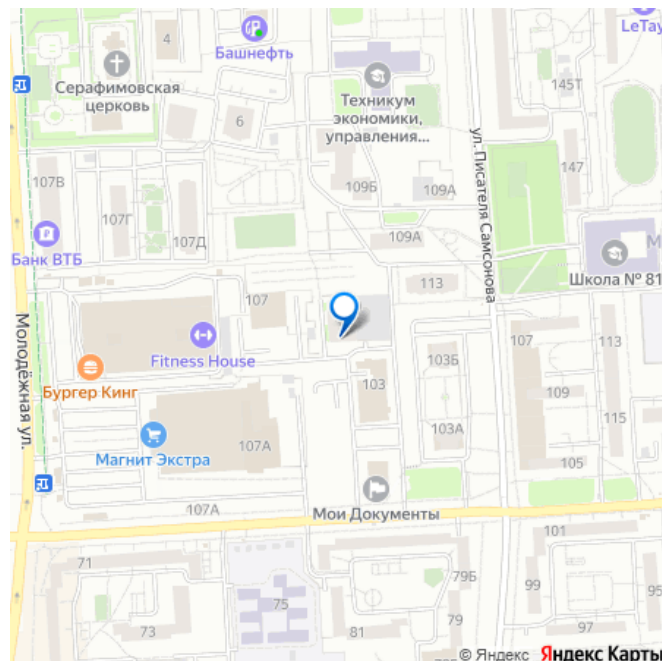 4
Башнефть
LeTay
Серафимовская
церковь
6
Техникум
экономики,
управления...
145Т
ул. Писателя Самсонова
147
107В
107Г
107Д
109Б
109А
109А
Банк ВТБ
М
Школа № 81
107
113
Молодёжная ул.
Fitness House
Бургер Кинг
103
103Б
107
109
115
103А
Магнит Экстра
107А
105
Мои Документы
107А
101
71
73
75
81
79Б
79
99
95
97
© Яндекс Яндекс Карты